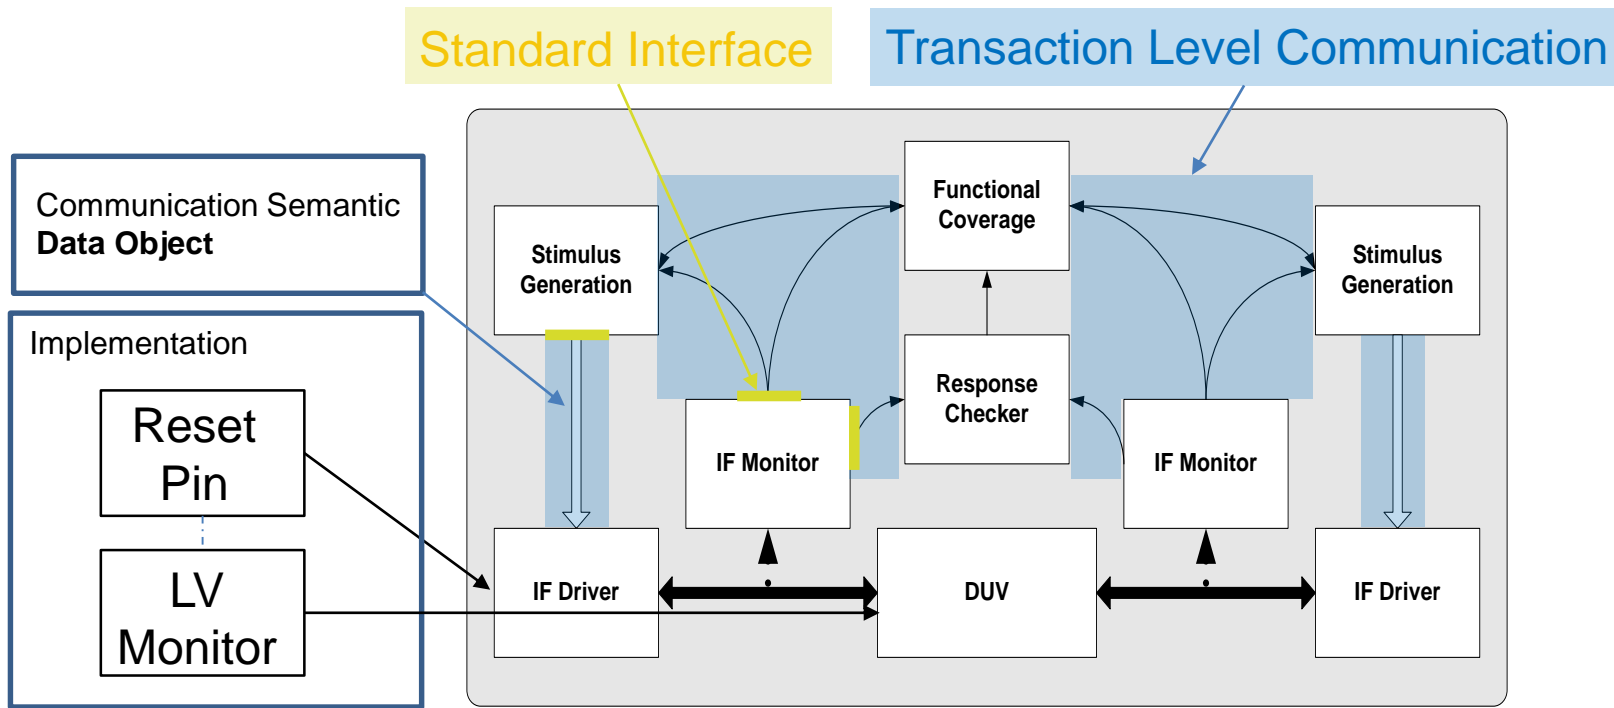 Standard Interface
Transaction Level Communication
Communication Semantic
Data Object
Implementation
Reset
Pin
LV
Monitor
Stimulus
Generation
Functional
Coverage
Stimulus
Generation
IF Monitor
Response
Checker
IF Monitor
IF Driver
DUV
IF Driver